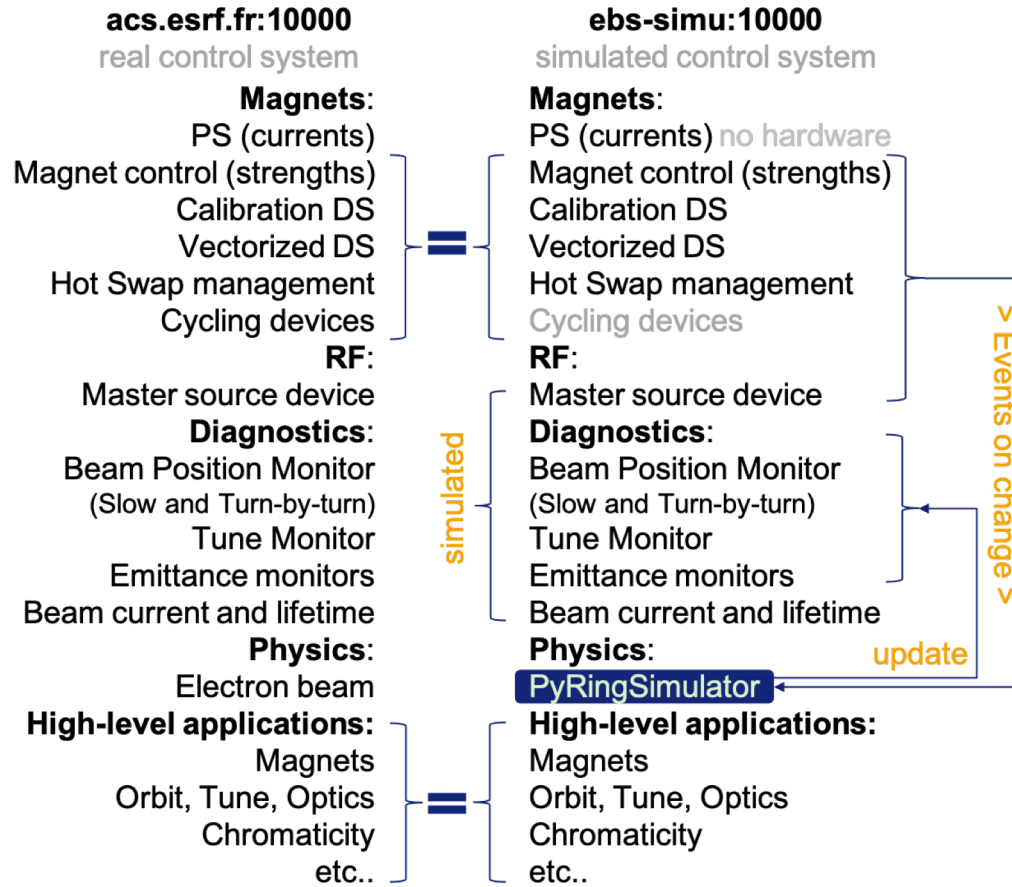 acs.esrf.fr:10000
real control system
Magnets:
PS (currents)
Magnet control (strengths)
Calibration DS
Vectorized DS
Hot Swap management
Cycling devices
RF:
Master source device
Diagnostics:
Beam Position Monitor
(Slow and Turn-by-turn)
Tune Monitor
Emittance monitors
Beam current and lifetime
Physics:
Electron beam
High-level applications:
Magnets
Orbit, Tune, Optics
Chromaticity
etc..
=
simulated
=
ebs-simu:10000
simulated control system
Magnets:
PS (currents) no hardware
Magnet control (strengths)
Calibration DS
Vectorized DS
Hot Swap management
Cycling devices
RF:
Master source device
Diagnostics:
Beam Position Monitor
(Slow and Turn-by-turn)
Tune Monitor
Emittance monitors
Beam current and lifetime
Physics:
PyRingSimulator
High-level applications:
Magnets
Orbit, Tune, Optics
Chromaticity
etc..
update
> Events on change >